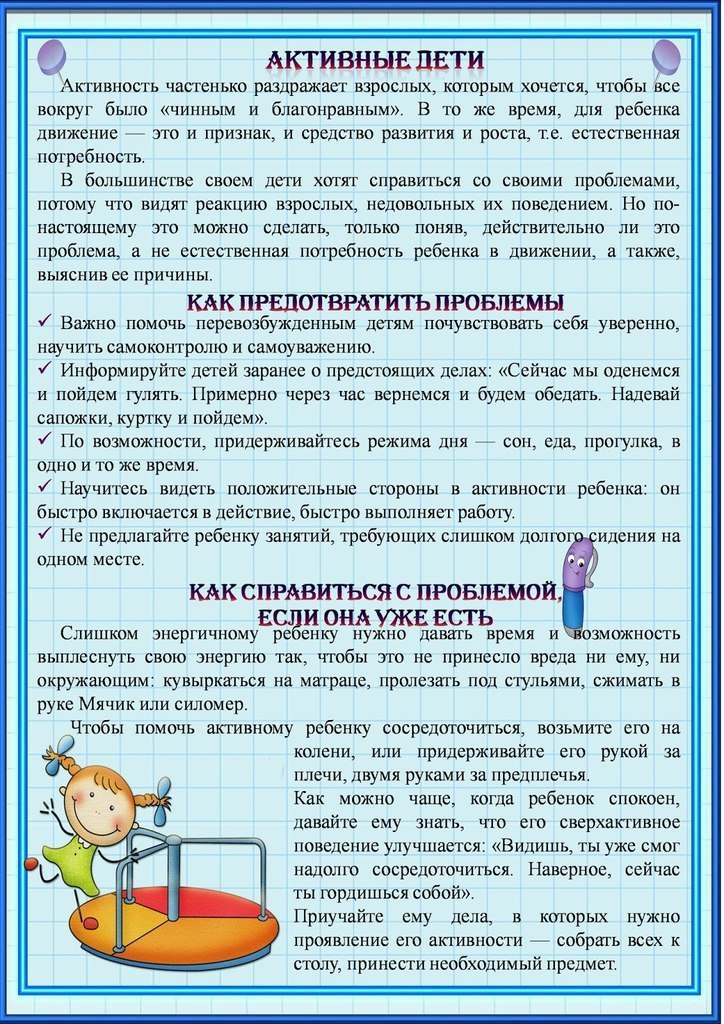 АКТИВНЫЕ ДЕТИ
Активность частенько раздражает взрослых, которым хочется, чтобы все
вокруг было «чинным и благонравным». В то же время, для ребенка
движение — это и признак, и средство развития и роста, т.е. естественная
потребность.
В большинстве своем дети хотят справиться со своими проблемами,
потому что видят реакцию взрослых, недовольных их поведением. Но по-
настоящему это можно сделать, только поняв, действительно ли это
проблема, а не естественная потребность ребенка в движении, а также,
выяснив ее причины.
КАК ПРЕДОТВРАТИТЬ ПРОБЛЕМЫ
✓ Важно помочь перевозбужденным детям почувствовать себя уверенно,
научить самоконтролю и самоуважению.
✓ Информируйте детей заранее о предстоящих делах: «Сейчас мы оденемся
и пойдем гулять. Примерно через час вернемся и будем обедать. Надевай
сапожки, куртку и пойдем».
✓ По возможности, придерживайтесь режима дня — сон, еда, прогулка, в
одно и то же время.
✓ Научитесь видеть положительные стороны в активности ребенка: он
быстро включается в действие, быстро выполняет работу.
✓ Не предлагайте ребенку занятий, требующих слишком долгого сидения на
одном месте.
КАК СПРАВИТЬСЯ С ПРОБЛЕМОЙ,
ЕСЛИ ОНА УЖЕ ЕСТЬ
Слишком энергичному ребенку нужно давать время и возможность
выплеснуть свою энергию так, чтобы это не принесло вреда ни ему, ни
окружающим: кувыркаться на матраце, пролезать под стульями, сжимать в
руке Мячик или силомер.
Чтобы помочь активному ребенку сосредоточиться, возьмите его на
колени, или придерживайте его рукой за
плечи, двумя руками за предплечья.
Как можно чаще, когда ребенок спокоен,
давайте ему знать, что его сверхактивное
поведение улучшается: «Видишь, ты уже смог
надолго сосредоточиться. Наверное, сейчас
ты гордишься собой».
Приучайте ему дела, в которых нужно
проявление его активности — собрать всех к
столу, принести необходимый предмет.